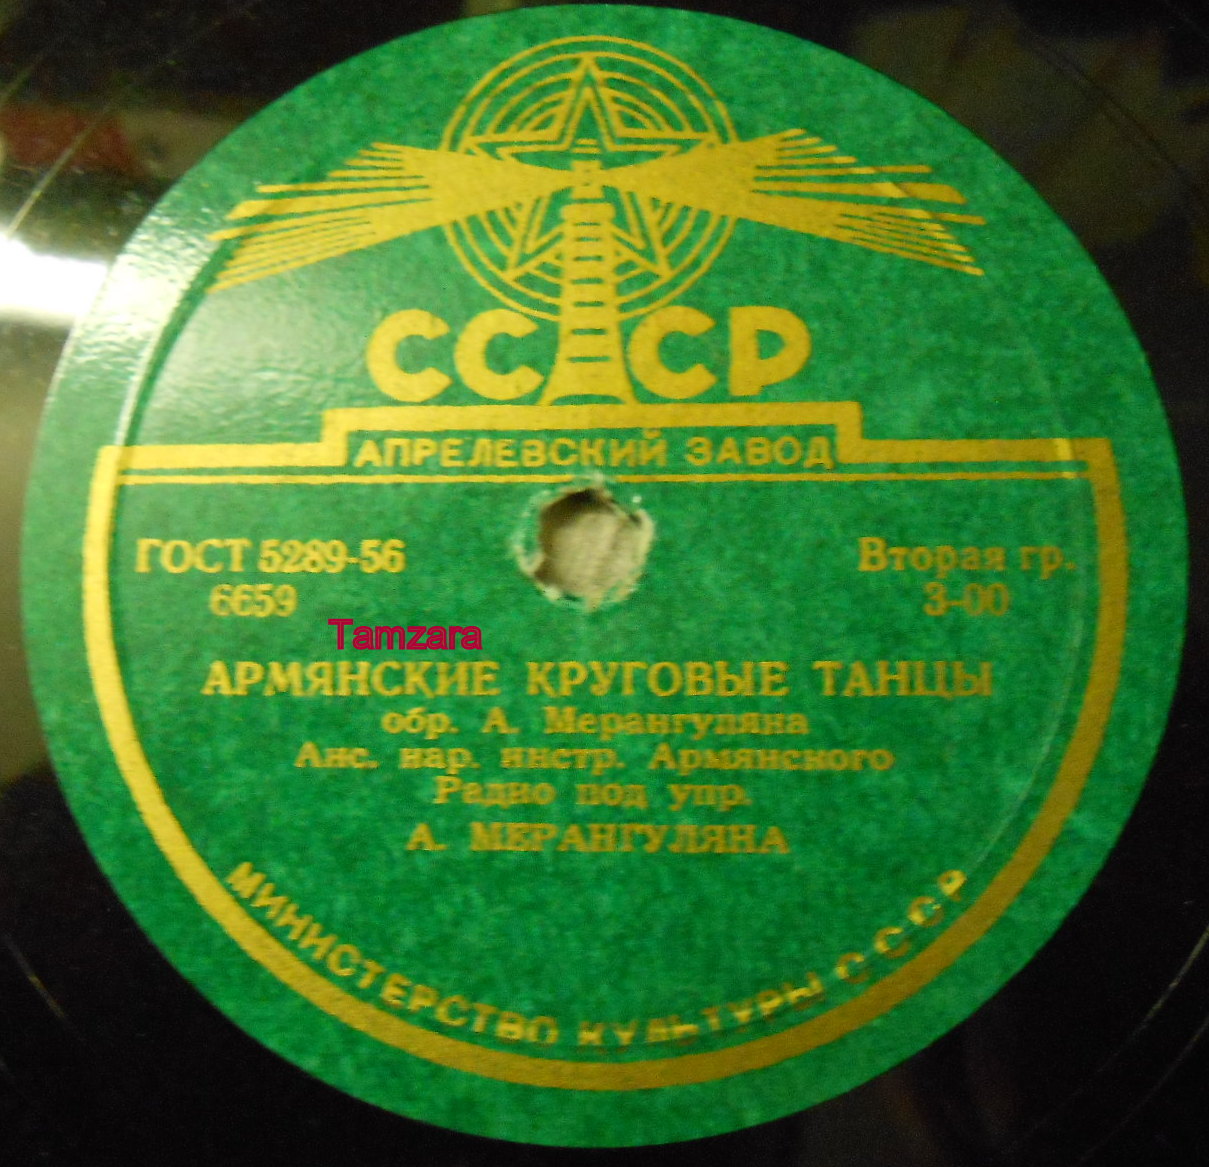 СССР
АПРЕЛЕВСКИЙ ЗАВОД
ГОСТ 5289-56
Вторая гр.
6659
3-00
Tamzara
АРМЯНСКИЕ КРУГОВЫЕ ТАНЦЫ
обр. А. Мерангуляна
Анс. нар. инстр. Армянского
Радио под упр.
А. МЕРАНГУЛЯНА
МИНИСТЕРСТВО КУЛЬТУРЫ СССР